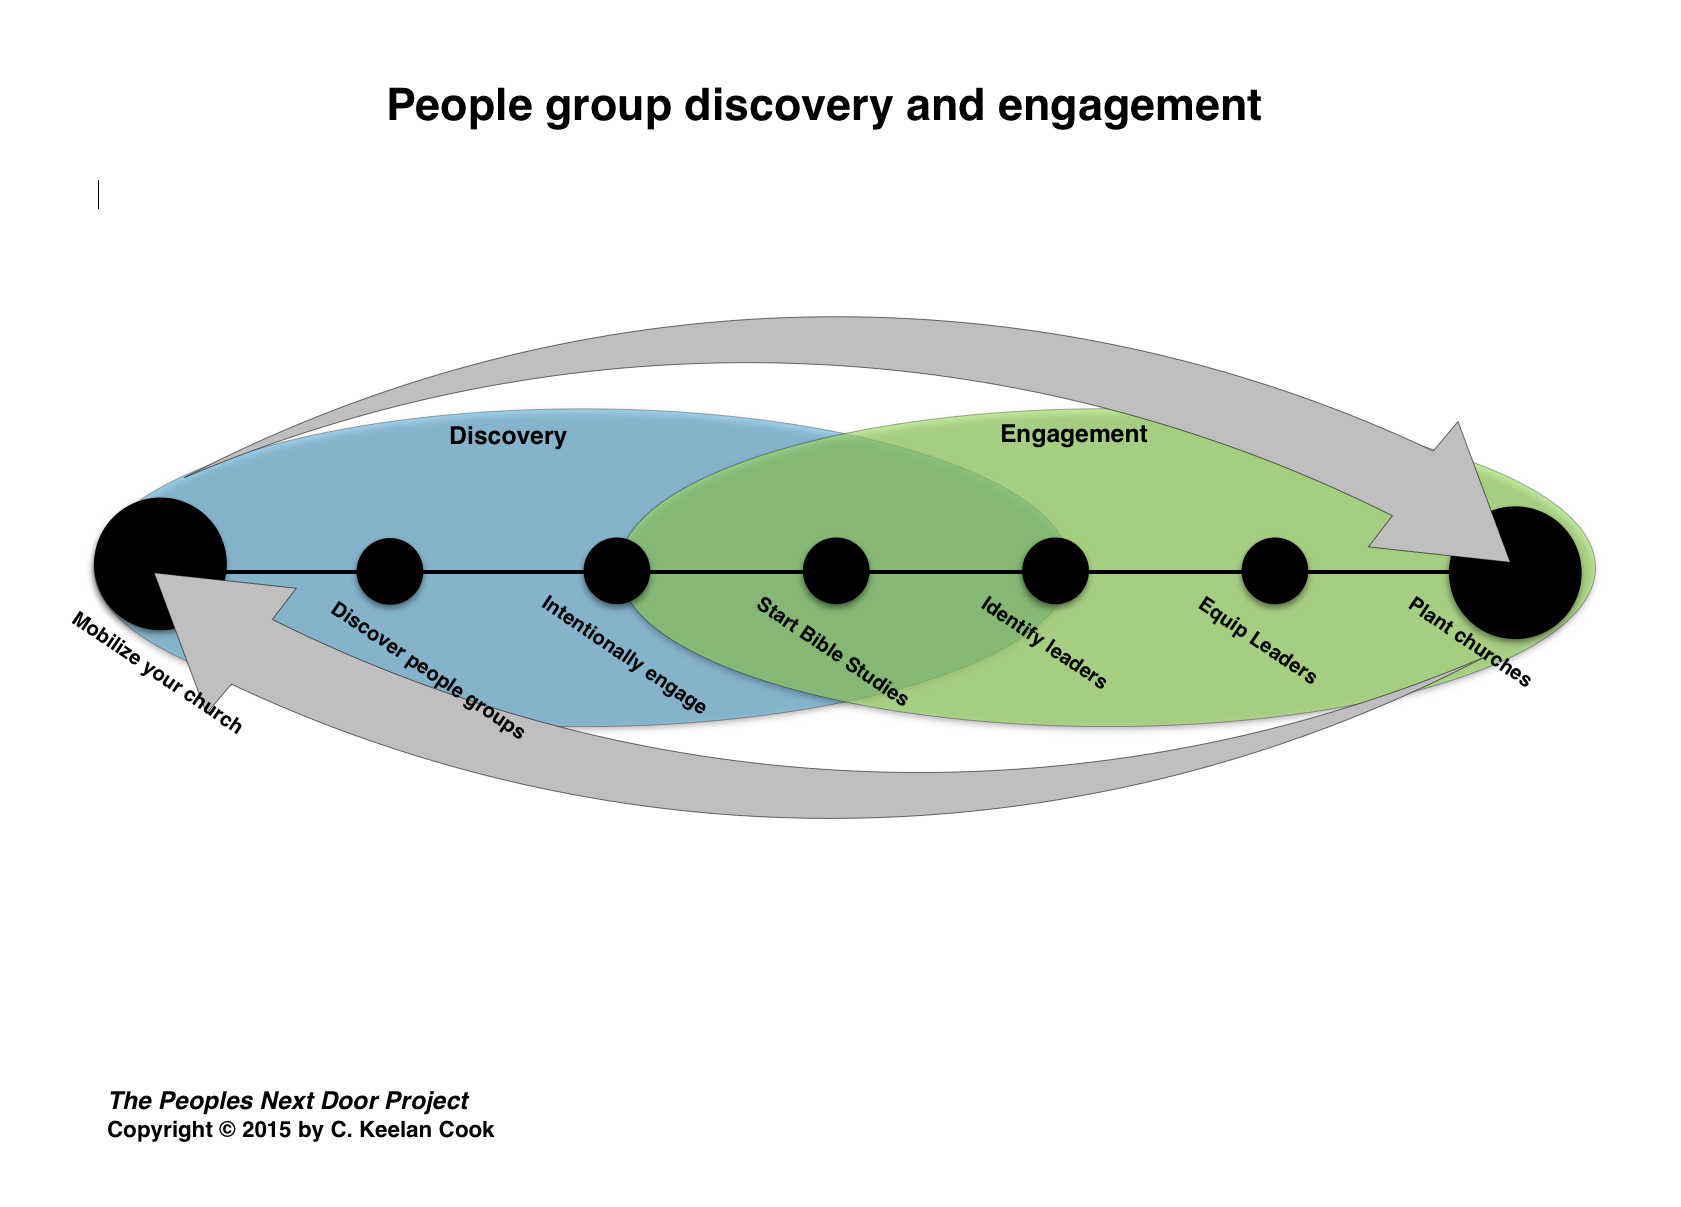 People group discovery and engagement
Discovery
Engagement
Mobilize your church
Discover people groups
Intentionally engage
Start Bible Studies
Identify leaders
Equip Leaders
Plant churches
The Peoples Next Door Project
Copyright © 2015 by C. Keelan Cook